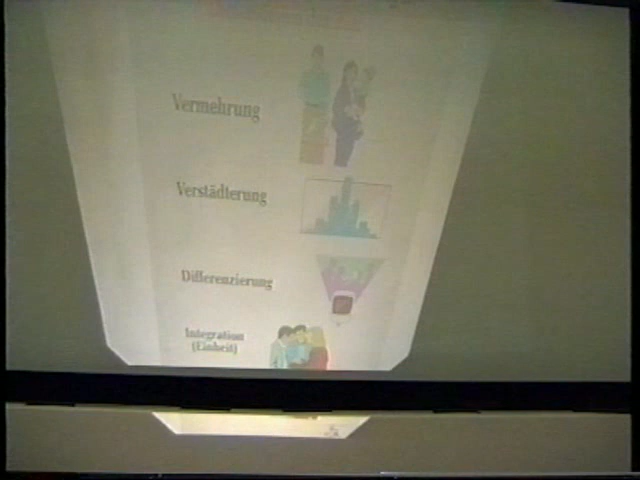 Vermehrung
Verstädterung
Differenzierung
Integration
(Einheit)